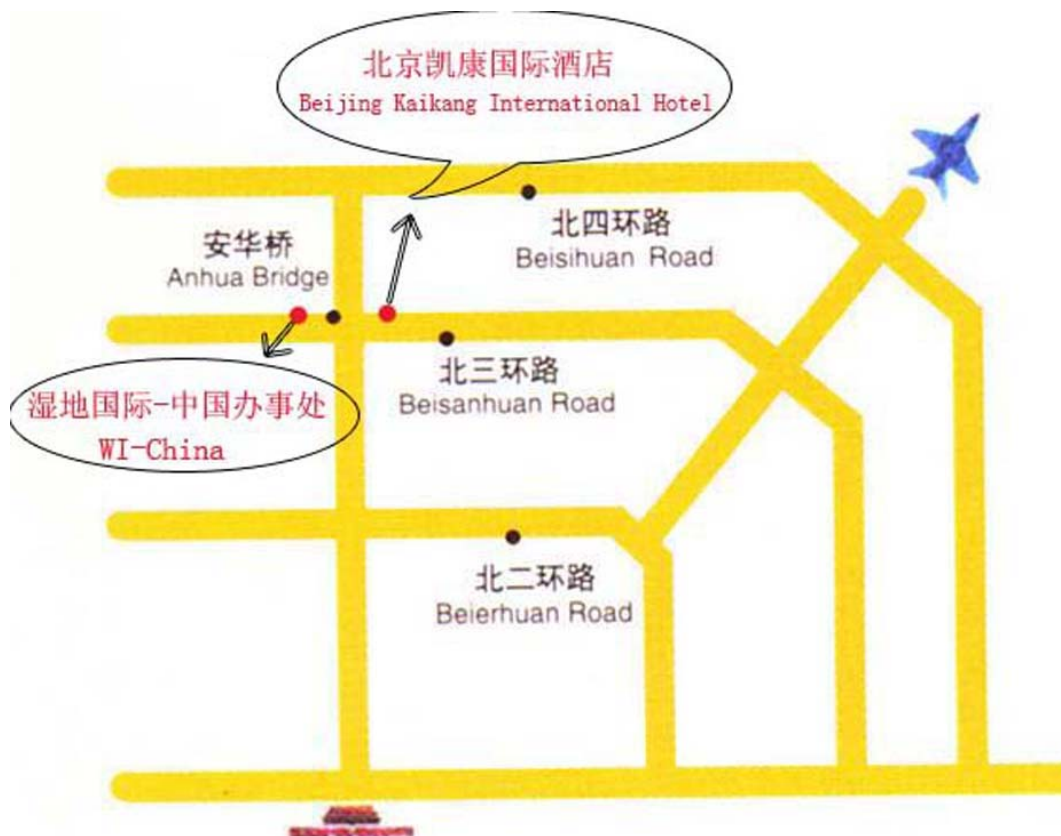 北京凯康国际酒店
Beijing Kaikang International Hotel
安华桥
Anhua Bridge
北四环路
Beisihuan Road
北三环路
Beisanhuan Road
湿地国际-中国办事处
WI-China
北二环路
Beierhuan Road